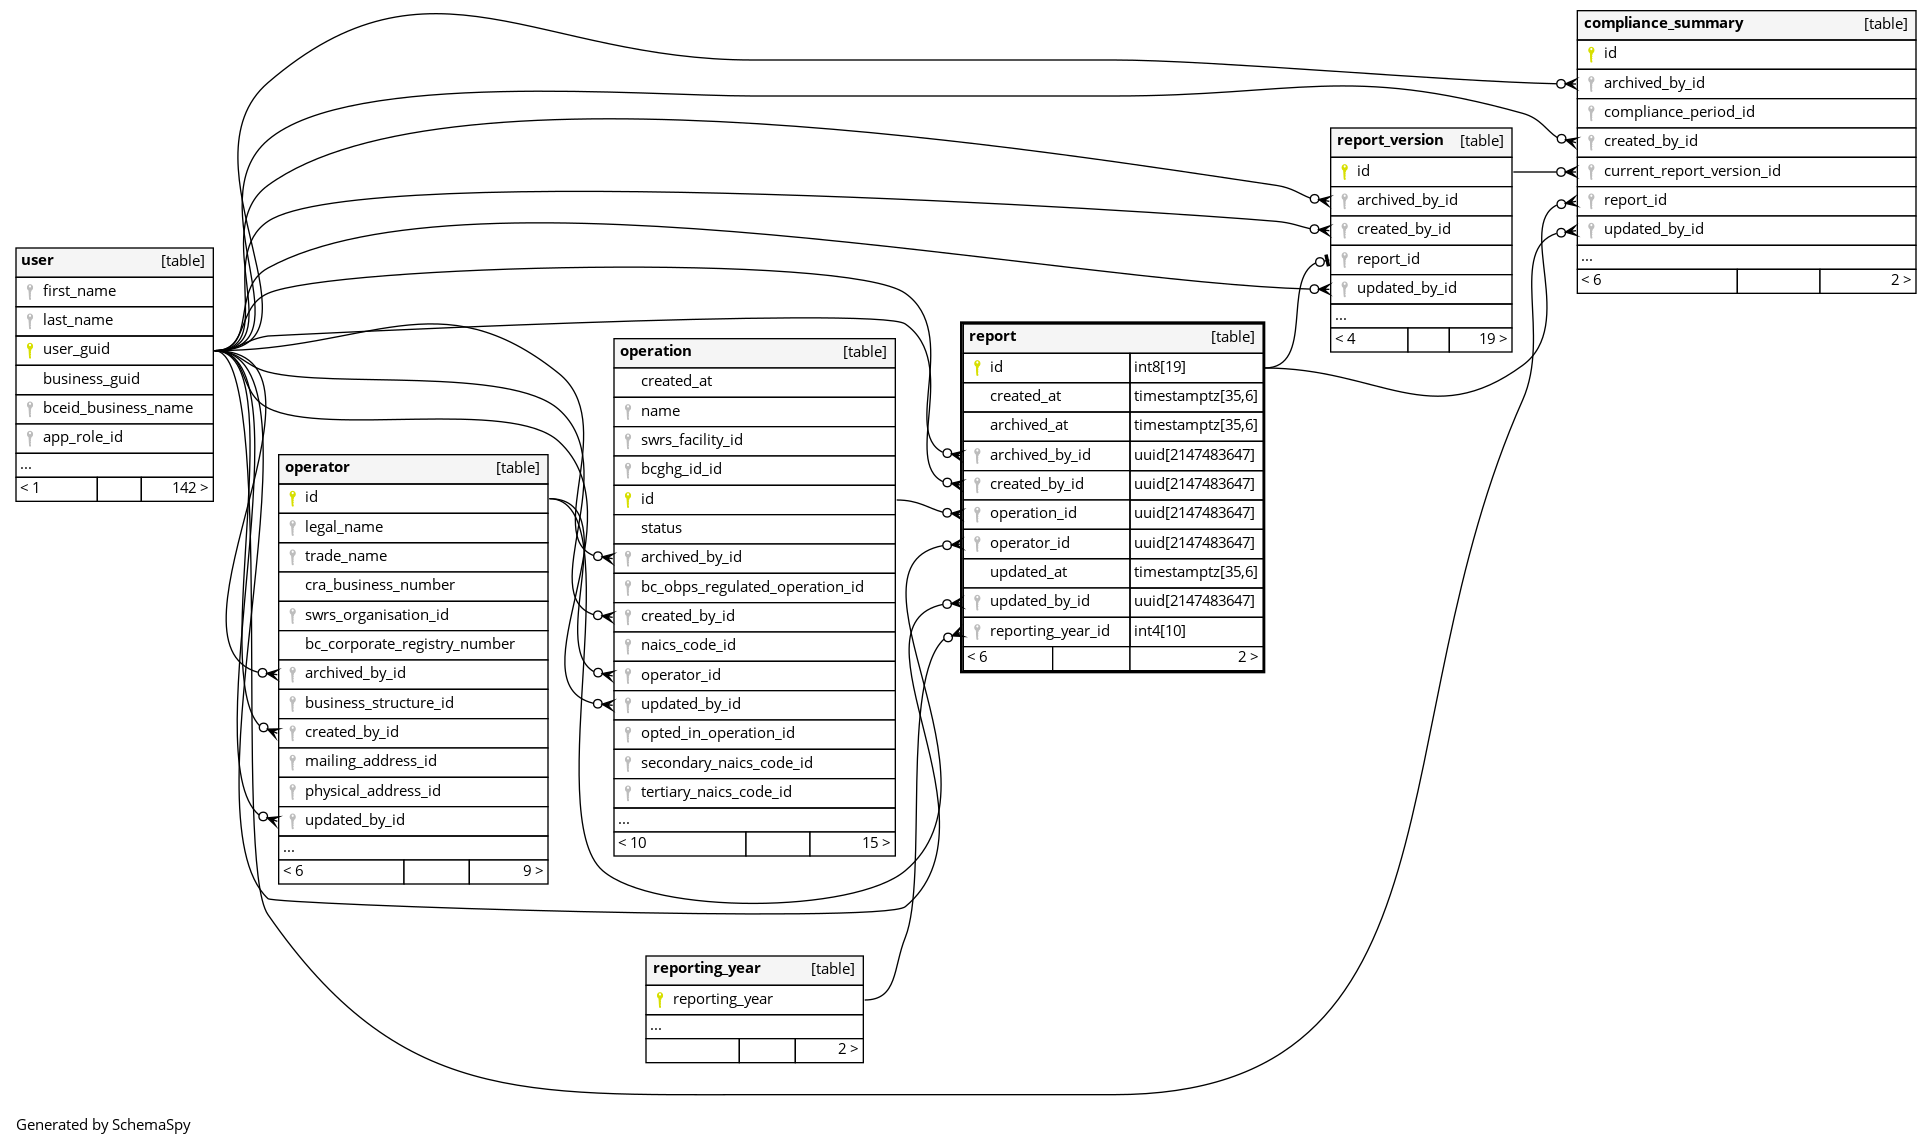 user [table]
first_name
last_name
user_guid
business_guid
bceid_business_name
app_role_id
...
< 1 142 >
operator [table]
id
legal_name
trade_name
cra_business_number
swrs_organisation_id
bc_corporate_registry_number
archived_by_id
business_structure_id
created_by_id
mailing_address_id
physical_address_id
updated_by_id
...
< 6 9 >
operation [table]
created_at
name
swrs_facility_id
bcghg_id_id
id
status
archived_by_id
bc_obps_regulated_operation_id
created_by_id
naics_code_id
operator_id
updated_by_id
opted_in_operation_id
secondary_naics_code_id
tertiary_naics_code_id
...
< 10 15 >
reporting_year [table]
reporting_year
...
2 >
report [table]
id int8[19]
created_at timestamptz[35,6]
archived_at timestamptz[35,6]
archived_by_id uuid[2147483647]
created_by_id uuid[2147483647]
operation_id uuid[2147483647]
operator_id uuid[2147483647]
updated_at timestamptz[35,6]
updated_by_id uuid[2147483647]
reporting_year_id int4[10]
< 6 2 >
report_version [table]
id
archived_by_id
created_by_id
report_id
updated_by_id
...
< 4 19 >
compliance_summary [table]
id
archived_by_id
compliance_period_id
created_by_id
current_report_version_id
report_id
updated_by_id
...
< 6 2 >
Generated by SchemaSpy